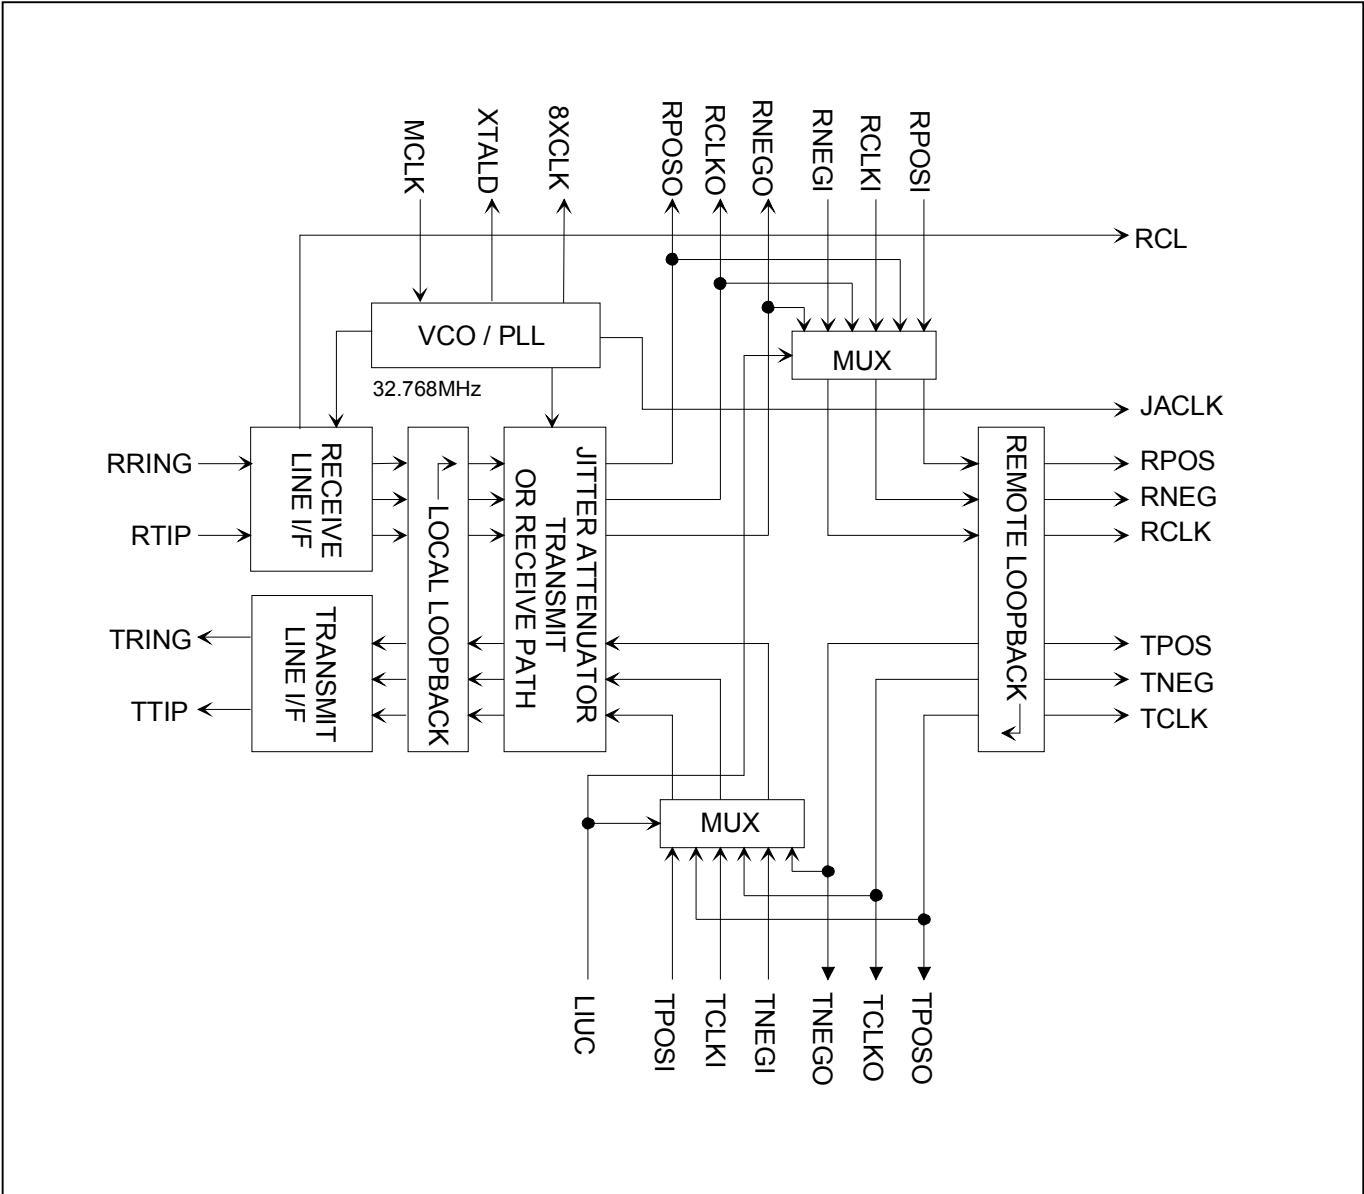 MCLK
XTALD
8XCLK
RPOSO
RCLKO
RNEGO
RNEGI
RCLKI
RPOSI
RCL
VCO / PLL
32.768MHz
MUX
JACLK
RRING
RTIP
RECEIVE
LINE I/F
LOCAL LOOPBACK
JITTER ATTENUATOR
TRANSMIT
OR RECEIVE PATH
REMOTE LOOPBACK
RPOS
RNEG
RCLK
TRING
TTIP
TRANSMIT
LINE I/F
TPOS
TNEG
TCLK
MUX
LIUC
TPOSI
TCLKI
TNEGI
TNEGO
TCLKO
TPOSO